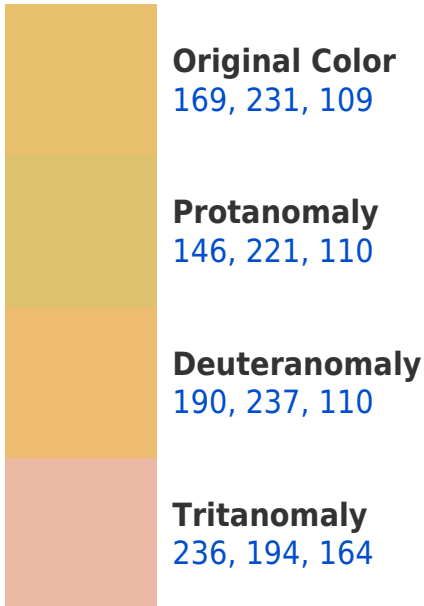 Original Color
169, 231, 109
Protanomaly
146, 221, 110
Deuteranomaly
190, 237, 110
Tritanomaly
236, 194, 164